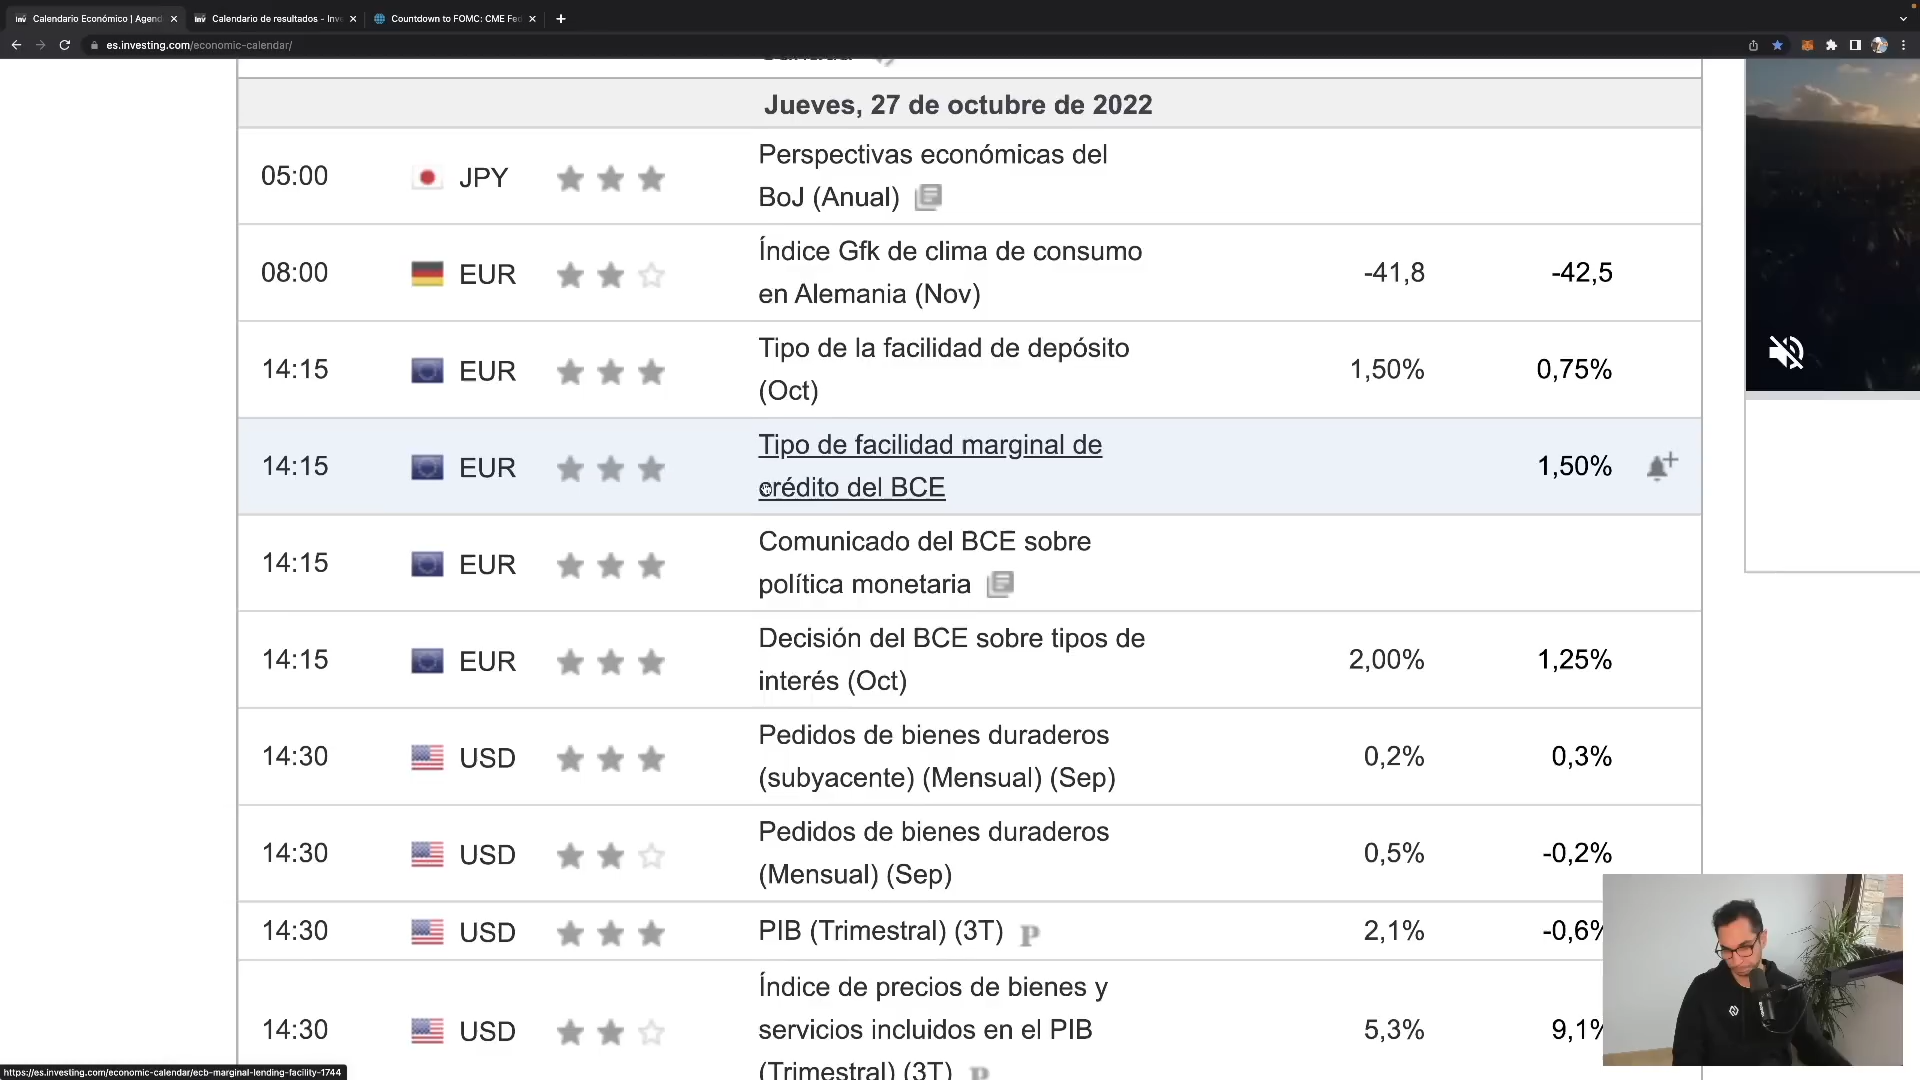 Calendario Económico | Agend
Calendario de resultados - Inve
Countdown to FOMC: CME Fed
es.investing.com/economic-calendar/
Jueves, 27 de octubre de 2022
05:00 JPY Perspectivas económicas del
BoJ (Anual)
08:00 EUR Índice Gfk de clima de consumo
en Alemania (Nov) -41,8 -42,5
14:15 EUR Tipo de la facilidad de depósito
(Oct) 1,50% 0,75%
14:15 EUR Tipo de facilidad marginal de
crédito del BCE 1,50%
14:15 EUR Comunicado del BCE sobre
política monetaria
14:15 EUR Decisión del BCE sobre tipos de
interés (Oct) 2,00% 1,25%
14:30 USD Pedidos de bienes duraderos
(subyacente) (Mensual) (Sep) 0,2% 0,3%
14:30 USD Pedidos de bienes duraderos
(Mensual) (Sep) 0,5% -0,2%
14:30 USD PIB (Trimestral) (3T) P 2,1% -0,6%
Índice de precios de bienes y
14:30 USD servicios incluidos en el PIB 5,3% 9,1%
(Trimestral) (3T) P
https://es.investing.com/economic-calendar/ecb-marginal-lending-facility-1744